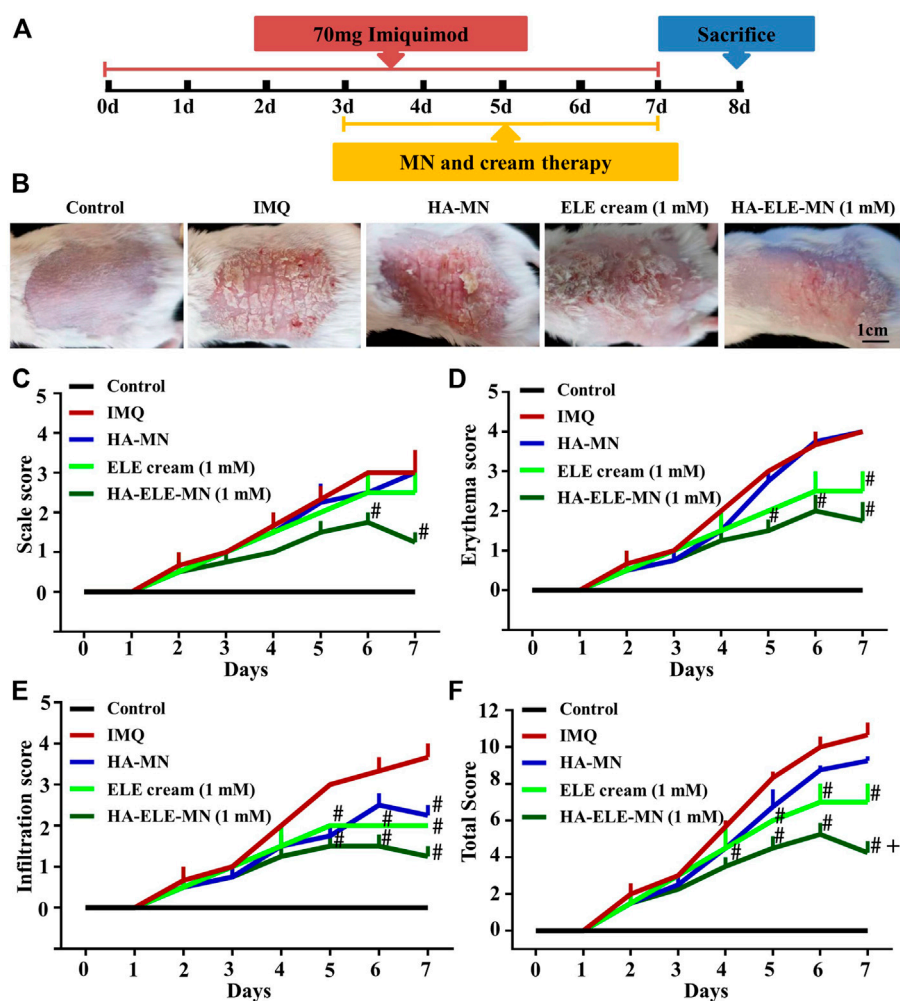 A
70mg Imiquimod
Sacrifice
0d 1d 2d 3d 4d 5d 6d 7d 8d
MN and cream therapy
B
Control IMQ HA-MN ELE cream (1 mM) HA-ELE-MN (1 mM)
1cm
C
Control
IMQ
HA-MN
ELE cream (1 mM)
HA-ELE-MN (1 mM)
Scale score
5
4
3
2
1
0
# #
0 1 2 3 4 5 6 7
Days
D
Control
IMQ
HA-MN
ELE cream (1 mM)
HA-ELE-MN (1 mM)
Erythema score
5
4
3
2
1
0
#
# # #
0 1 2 3 4 5 6 7
Days
E
Control
IMQ
HA-MN
ELE cream (1 mM)
HA-ELE-MN (1 mM)
Infiltration score
5
4
3
2
1
0
#
# # #
# # #
0 1 2 3 4 5 6 7
Days
F
Control
IMQ
HA-MN
ELE cream (1 mM)
HA-ELE-MN (1 mM)
Total Score
12
10
8
6
4
2
0
# # #
# # # # +
0 1 2 3 4 5 6 7
Days